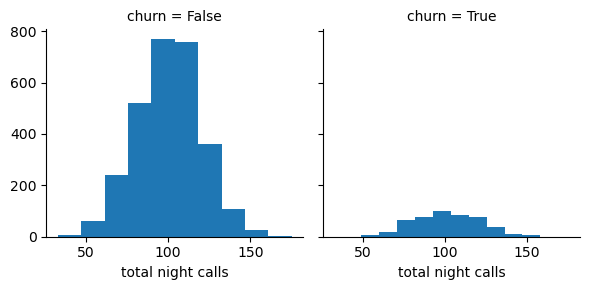 churn = False
churn = True
800
600
400
200
0
50 100 150
50 100 150
total night calls
total night calls